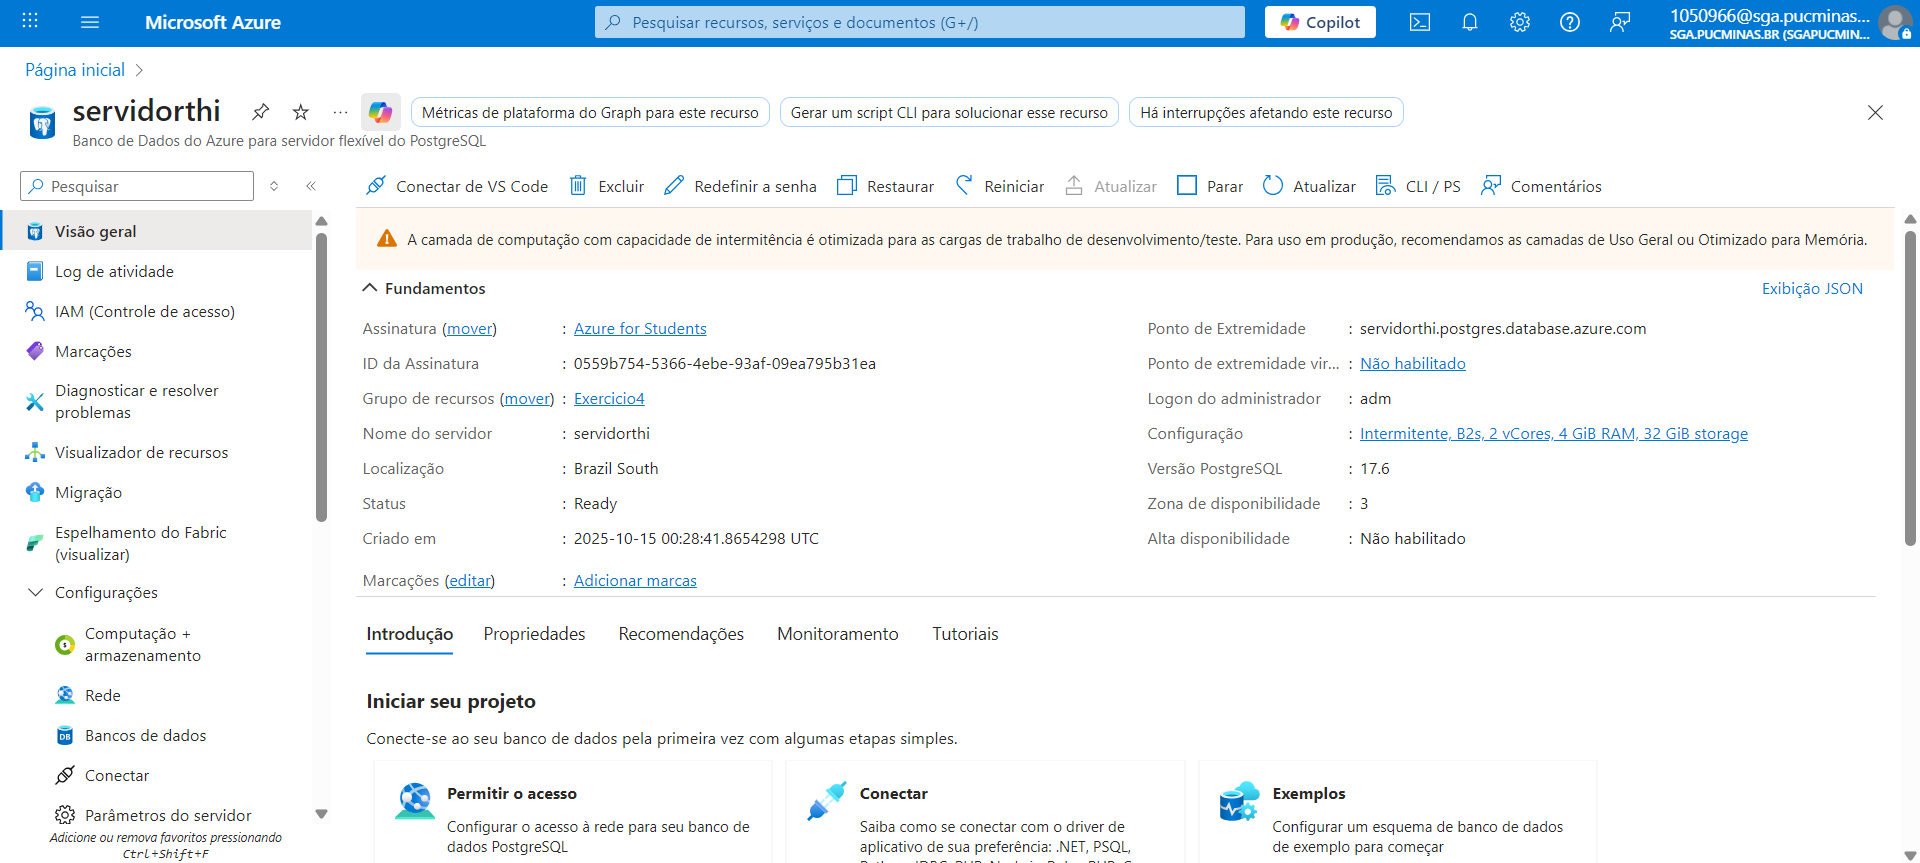 Microsoft Azure
Pesquisar recursos, serviços e documentos (G+/)
Copilot
1050966@sga.pucminas...
SGA.PUCMINAS.BR (SGAPUCMIN...
Página inicial
servidorthi
Métricas de plataforma do Graph para este recurso
Gerar um script CLI para solucionar esse recurso
Há interrupções afetando este recurso
Banco de Dados do Azure para servidor flexível do PostgreSQL
Pesquisar
Conectar de VS Code
Excluir
Redefinir a senha
Restaurar
Reiniciar
Atualizar
Parar
Atualizar
CLI / PS
Comentários
Visão geral
Log de atividade
IAM (Controle de acesso)
Marcações
Diagnosticar e resolver
problemas
Visualizador de recursos
Migração
Espelhamento do Fabric
(visualizar)
Configurações
Computação +
armazenamento
Rede
Bancos de dados
Conectar
Parâmetros do servidor
Adicione ou remova favoritos pressionando
Ctrl+Shift+F
A camada de computação com capacidade de intermitência é otimizada para as cargas de trabalho de desenvolvimento/teste. Para uso em produção, recomendamos as camadas de Uso Geral ou Otimizado para Memória.
Fundamentos
Exibição JSON
Assinatura (mover) : Azure for Students
ID da Assinatura : 0559b754-5366-4ebe-93af-09ea795b31ea
Grupo de recursos (mover) : Exercicio4
Nome do servidor : servidorthi
Localização : Brazil South
Status : Ready
Criado em : 2025-10-15 00:28:41.8654298 UTC
Marcações (editar) : Adicionar marcas
Ponto de Extremidade : servidorthi.postgres.database.azure.com
Ponto de extremidade vir... : Não habilitado
Logon do administrador : adm
Configuração : Intermitente, B2s, 2 vCores, 4 GiB RAM, 32 GiB storage
Versão PostgreSQL : 17.6
Zona de disponibilidade : 3
Alta disponibilidade : Não habilitado
Introdução
Propriedades
Recomendações
Monitoramento
Tutoriais
Iniciar seu projeto
Conecte-se ao seu banco de dados pela primeira vez com algumas etapas simples.
Permitir o acesso
Configurar o acesso à rede para seu banco de
dados PostgreSQL
Conectar
Saiba como se conectar com o driver de
aplicativo de sua preferência: .NET, PSQL,
Exemplos
Configurar um esquema de banco de dados
de exemplo para começar